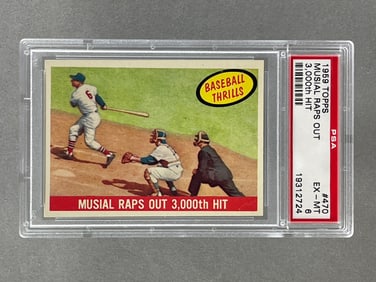 BASEBALL
THRILLS
6
MUSIAL RAPS OUT 3,000th HIT
1959 TOPPS #470
MUSIAL RAPS OUT EX - MT
3,000th HIT 6
PSA 19312724